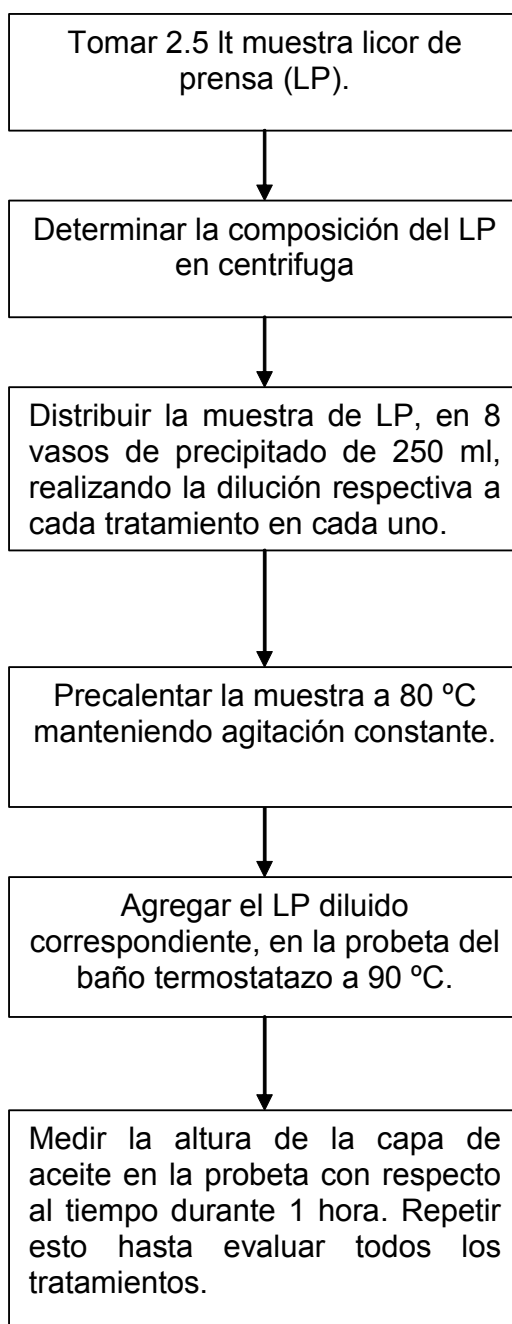 Tomar 2.5 lt muestra licor de
prensa (LP).
Determinar la composición del LP
en centrifuga
Distribuir la muestra de LP, en 8
vasos de precipitado de 250 ml,
realizando la dilución respectiva a
cada tratamiento en cada uno.
Precalentar la muestra a 80 ºC
manteniendo agitación constante.
Agregar el LP diluido
correspondiente, en la probeta del
baño termostatazo a 90 ºC.
Medir la altura de la capa de
aceite en la probeta con respecto
al tiempo durante 1 hora. Repetir
esto hasta evaluar todos los
tratamientos.